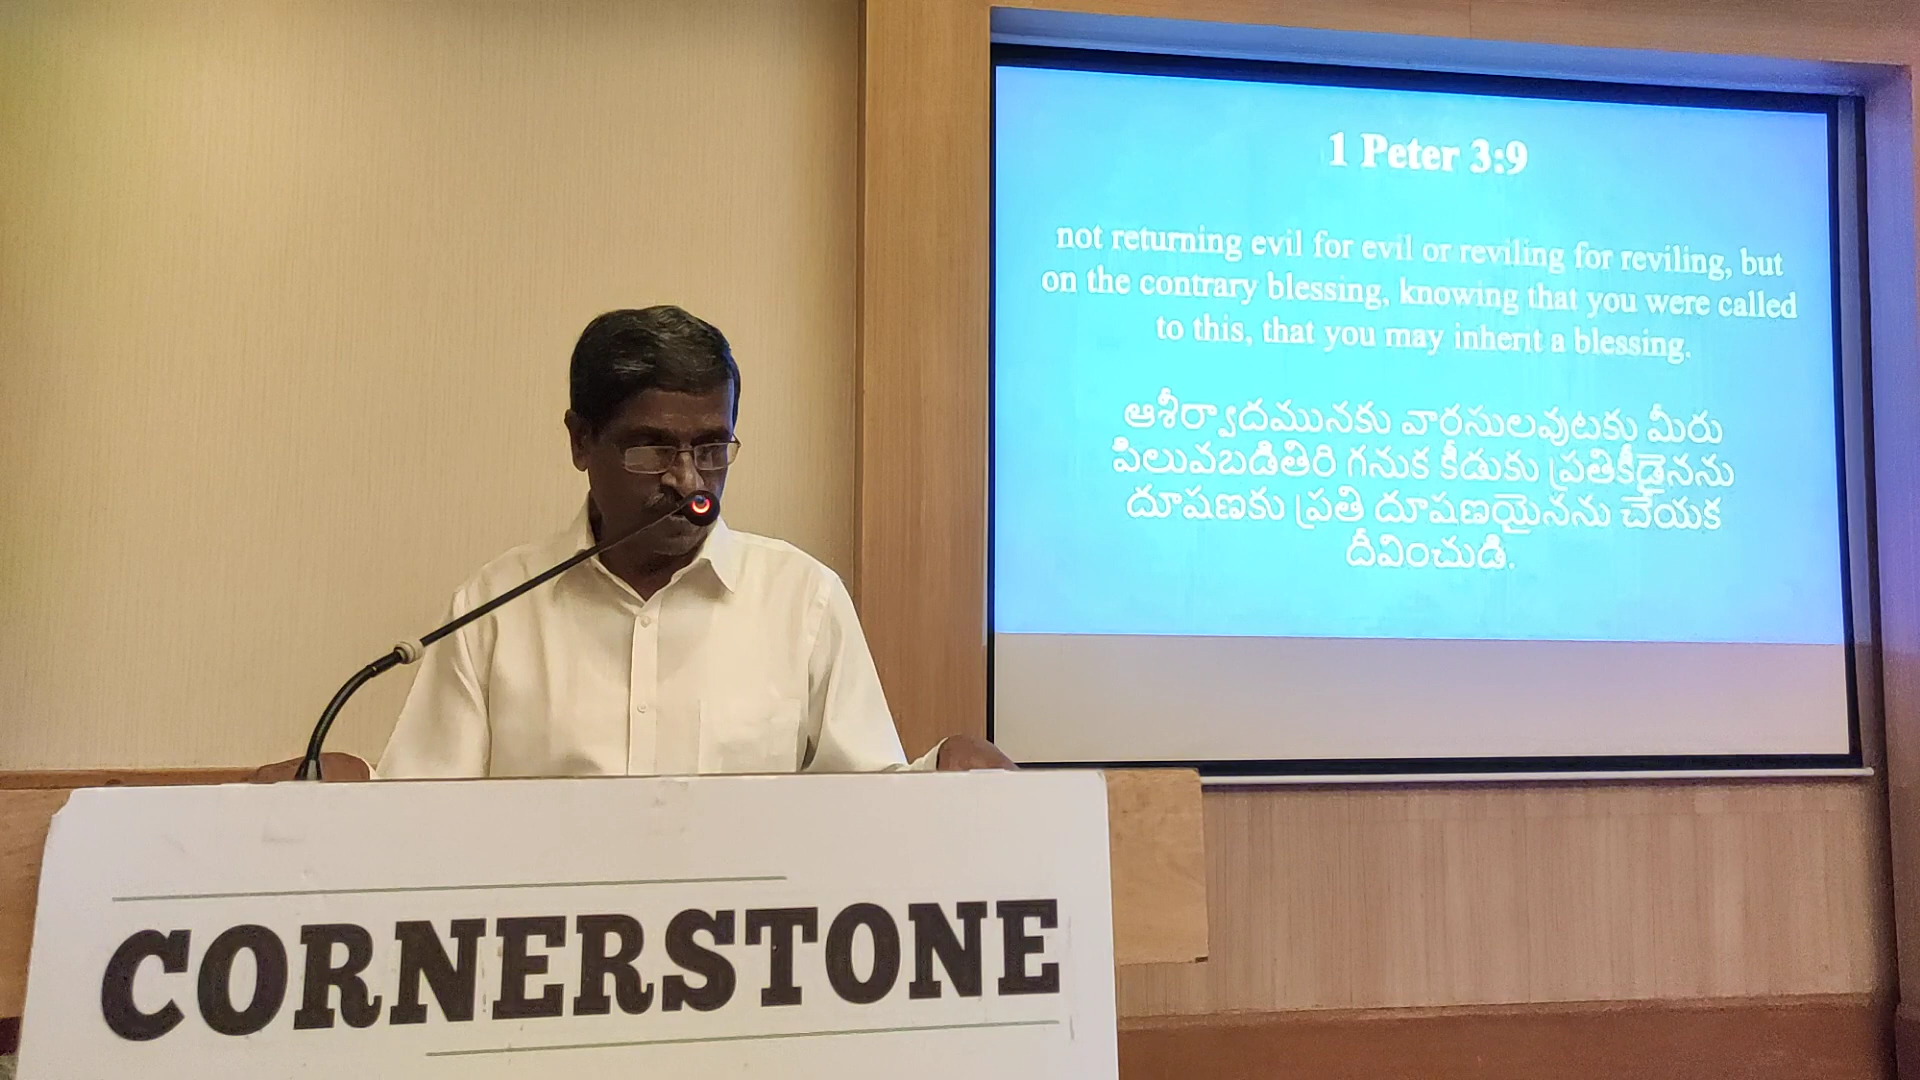 1 Peter 3:9
not returning evil for evil or reviling for reviling, but
on the contrary blessing, knowing that you were called
to this, that you may inherit a blessing.
ఆశీర్వాదమునకు వారసులవుటకు మీరు
పిలువబడితిరి గనుక కీడుకు ప్రతికీడైనను
దూషణకు ప్రతి దూషణయైనను చేయక
దీవించుడి.
CORNERSTONE